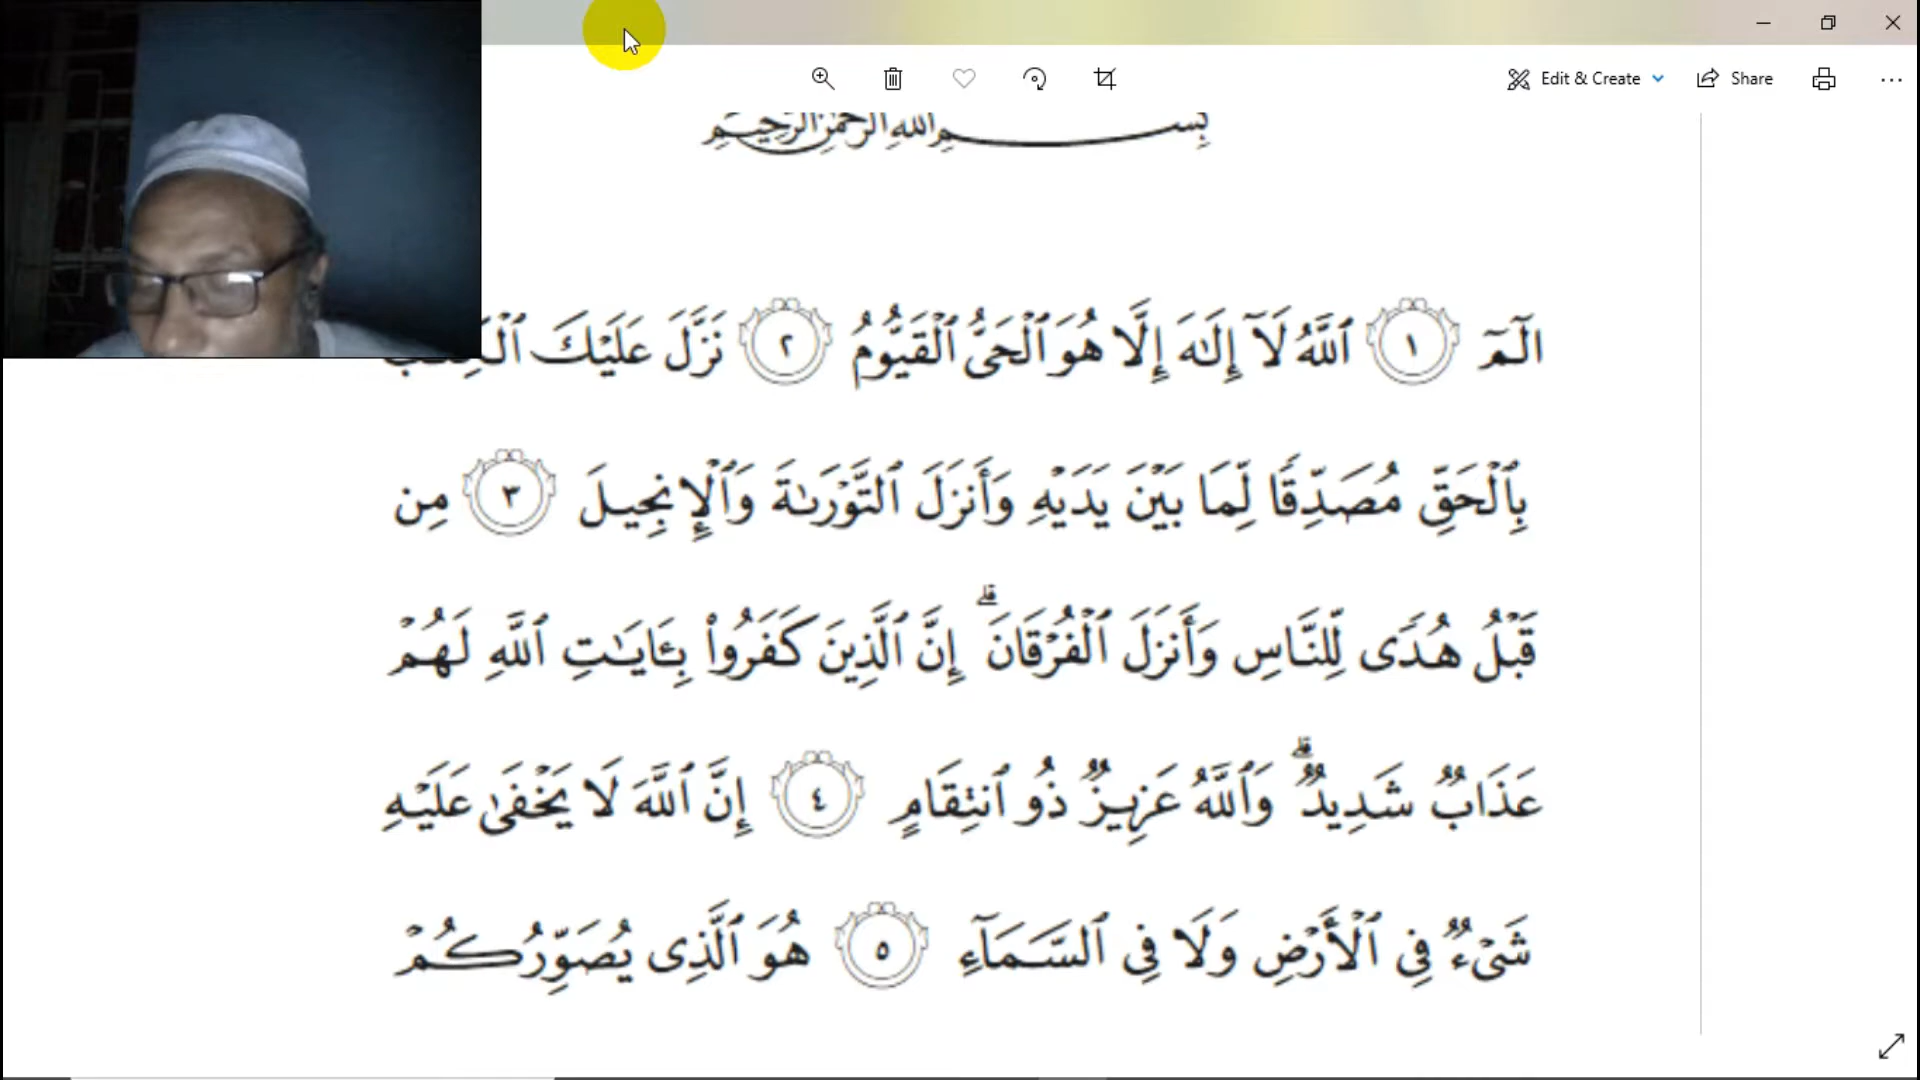 Edit & Create
Share
بِسْمِ اللهِ الرَّحْمٰنِ الرَّحِيمِ
الٓمٓ ١ ٱللَّهُ لَآ إِلَـٰهَ إِلَّا هُوَ ٱلْحَىُّ ٱلْقَيُّومُ ٢ نَزَّلَ عَلَيْكَ
بِٱلْحَقِّ مُصَدِّقًا لِّمَا بَيْنَ يَدَيْهِ وَأَنزَلَ ٱلتَّوْرَىٰةَ وَٱلْإِنجِيلَ ٣ مِن
قَبْلُ هُدًى لِّلنَّاسِ وَأَنزَلَ ٱلْفُرْقَانَ ۗ إِنَّ ٱلَّذِينَ كَفَرُوا۟ بِـَٔايَـٰتِ ٱللَّهِ لَهُمْ
عَذَابٌ شَدِيدٌ ۗ وَٱللَّهُ عَزِيزٌ ذُو ٱنتِقَامٍ ٤ إِنَّ ٱللَّهَ لَا يَخْفَىٰ عَلَيْهِ
شَىْءٌ فِى ٱلْأَرْضِ وَلَا فِى ٱلسَّمَآءِ ٥ هُوَ ٱلَّذِى يُصَوِّرُكُمْ